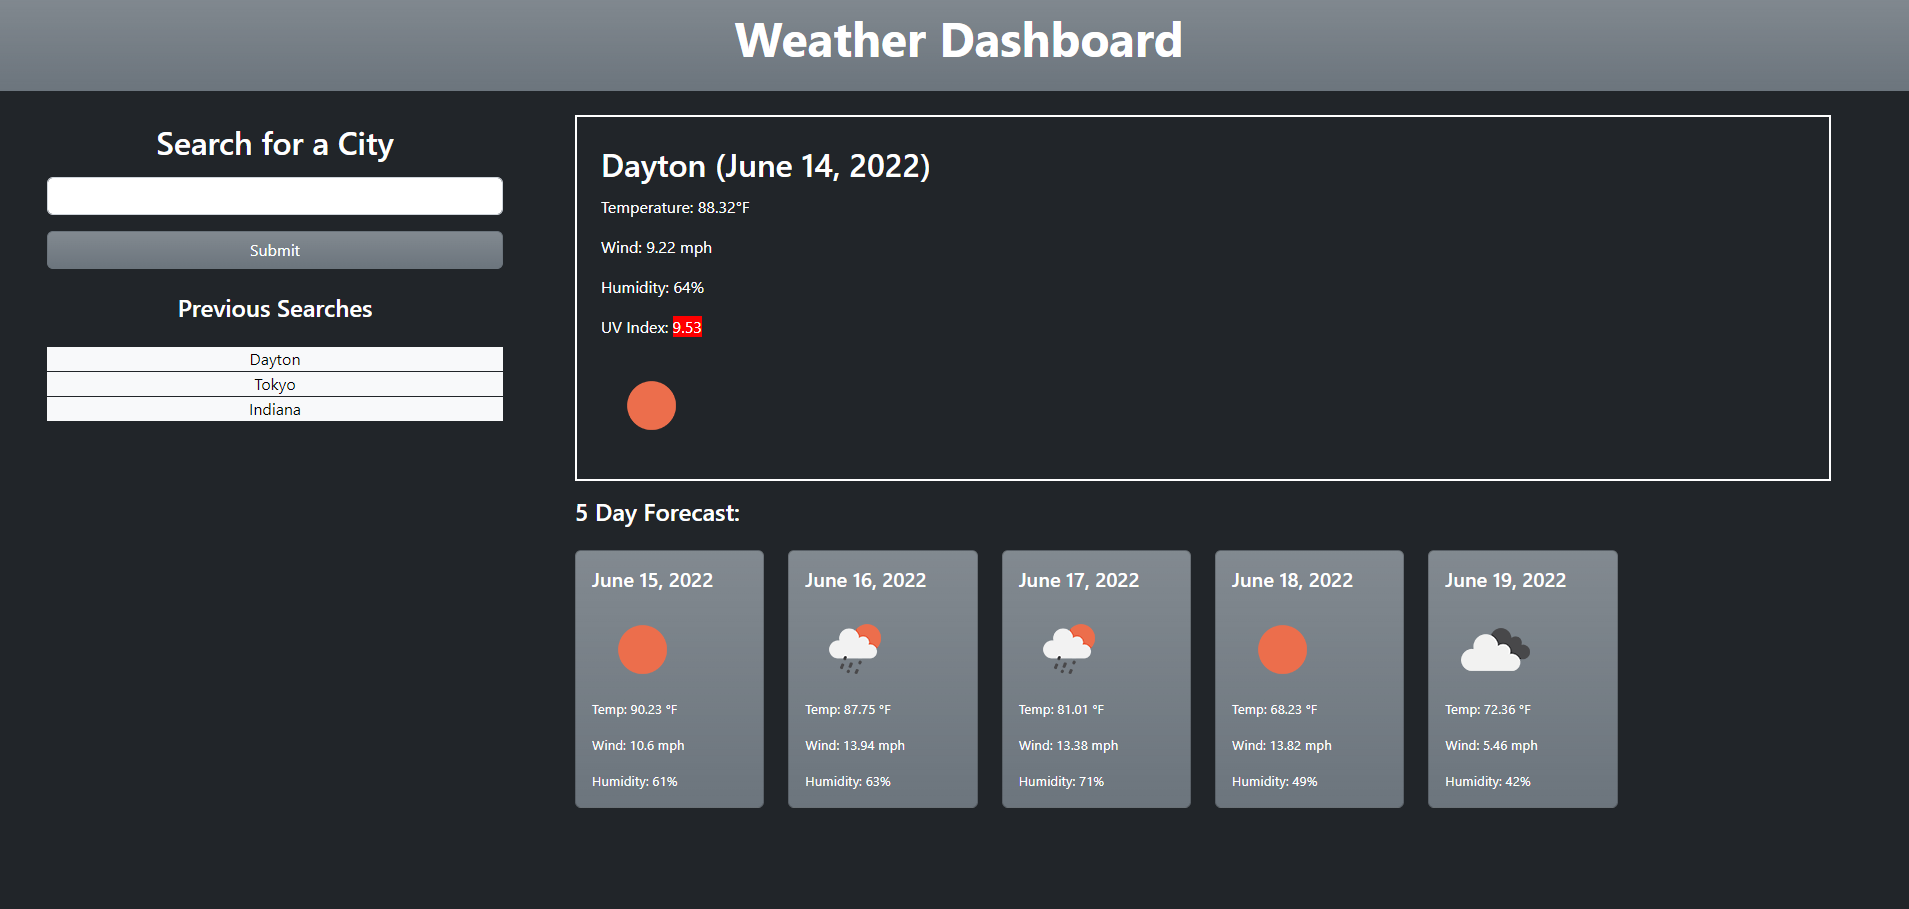 Weather Dashboard
Search for a City
Submit
Previous Searches
Dayton
Tokyo
Indiana
Dayton (June 14, 2022)
Temperature: 88.32°F
Wind: 9.22 mph
Humidity: 64%
UV Index: 9.53
5 Day Forecast:
June 15, 2022
Temp: 90.23 °F
Wind: 10.6 mph
Humidity: 61%
June 16, 2022
Temp: 87.75 °F
Wind: 13.94 mph
Humidity: 63%
June 17, 2022
Temp: 81.01 °F
Wind: 13.38 mph
Humidity: 71%
June 18, 2022
Temp: 68.23 °F
Wind: 13.82 mph
Humidity: 49%
June 19, 2022
Temp: 72.36 °F
Wind: 5.46 mph
Humidity: 42%